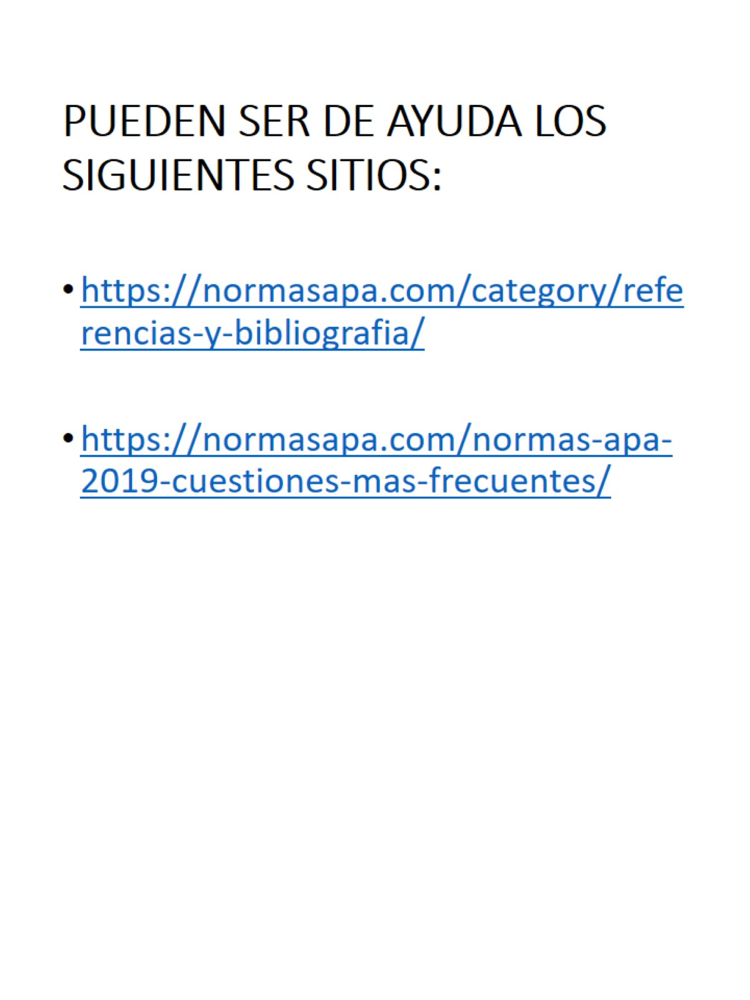 PUEDEN SER DE AYUDA LOS
SIGUIENTES SITIOS:
• https://normasapa.com/category/refe
rencias-y-bibliografia/
• https://normasapa.com/normas-apa-
2019-cuestiones-mas-frecuentes/